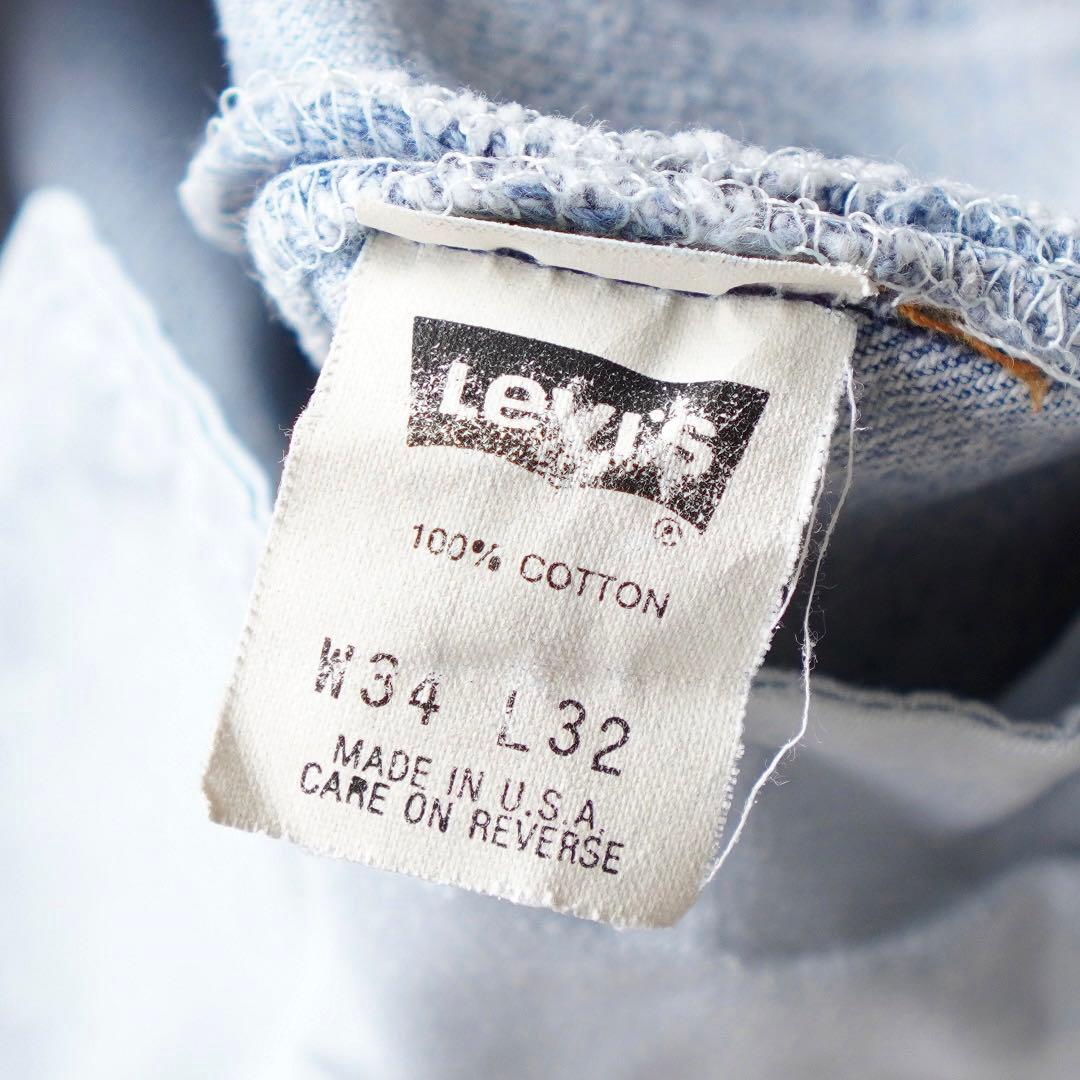 Levi's
®
100% COTTON
W34 L32
MADE IN U.S.A.
CARE ON REVERSE